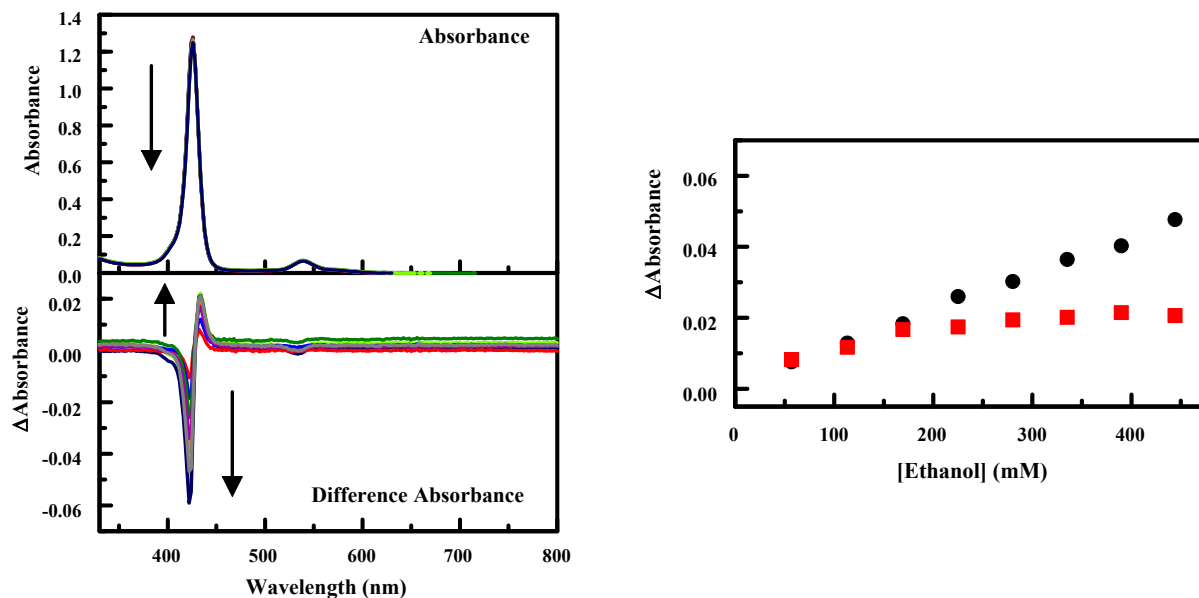 1.4
1.2
1.0
0.8
0.6
0.4
0.2
0.0
Absorbance
Absorbance
0.02
0.00
-0.02
-0.04
-0.06
ΔAbsorbance
Difference Absorbance
400 500 600 700 800
Wavelength (nm)
0.06
0.04
0.02
0.00
ΔAbsorbance
0 100 200 300 400
[Ethanol] (mM)